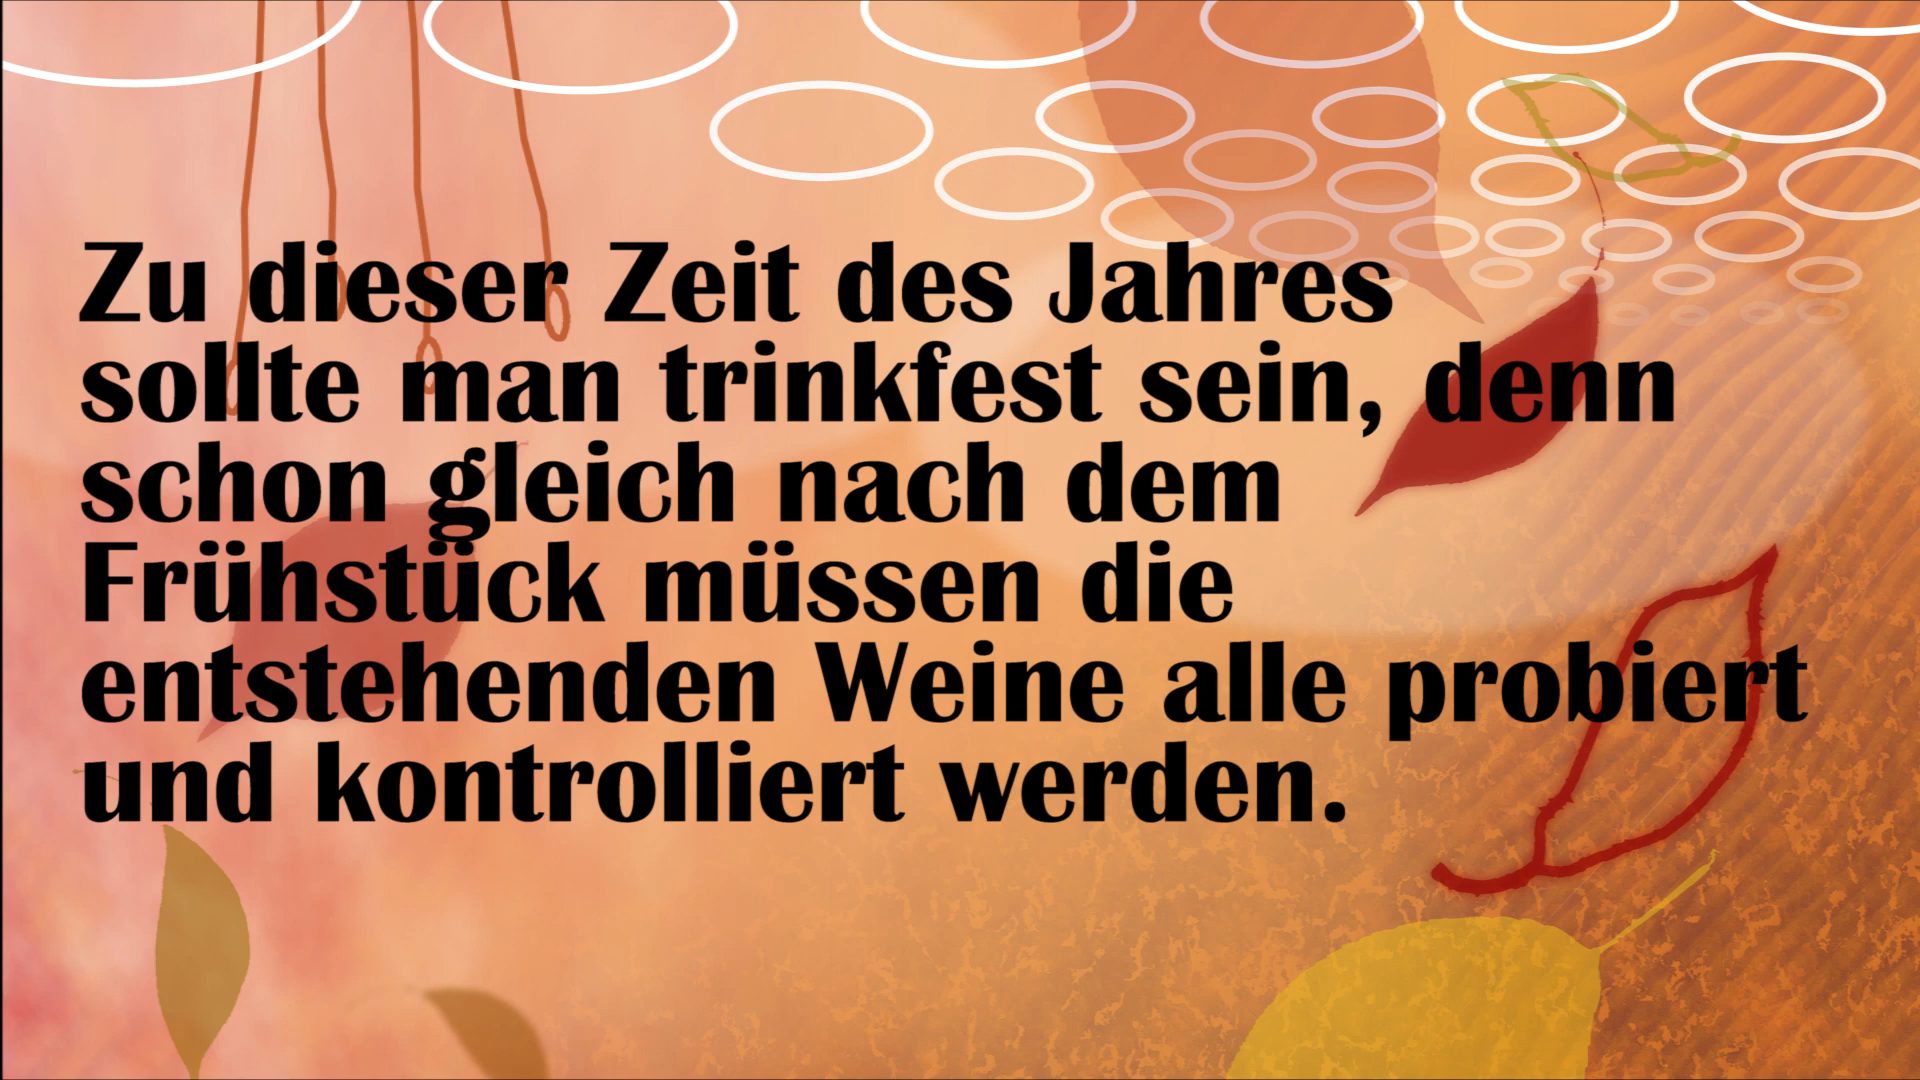 Zu dieser Zeit des Jahres
sollte man trinkfest sein, denn
schon gleich nach dem
Frühstück müssen die
entstehenden Weine alle probiert
und kontrolliert werden.